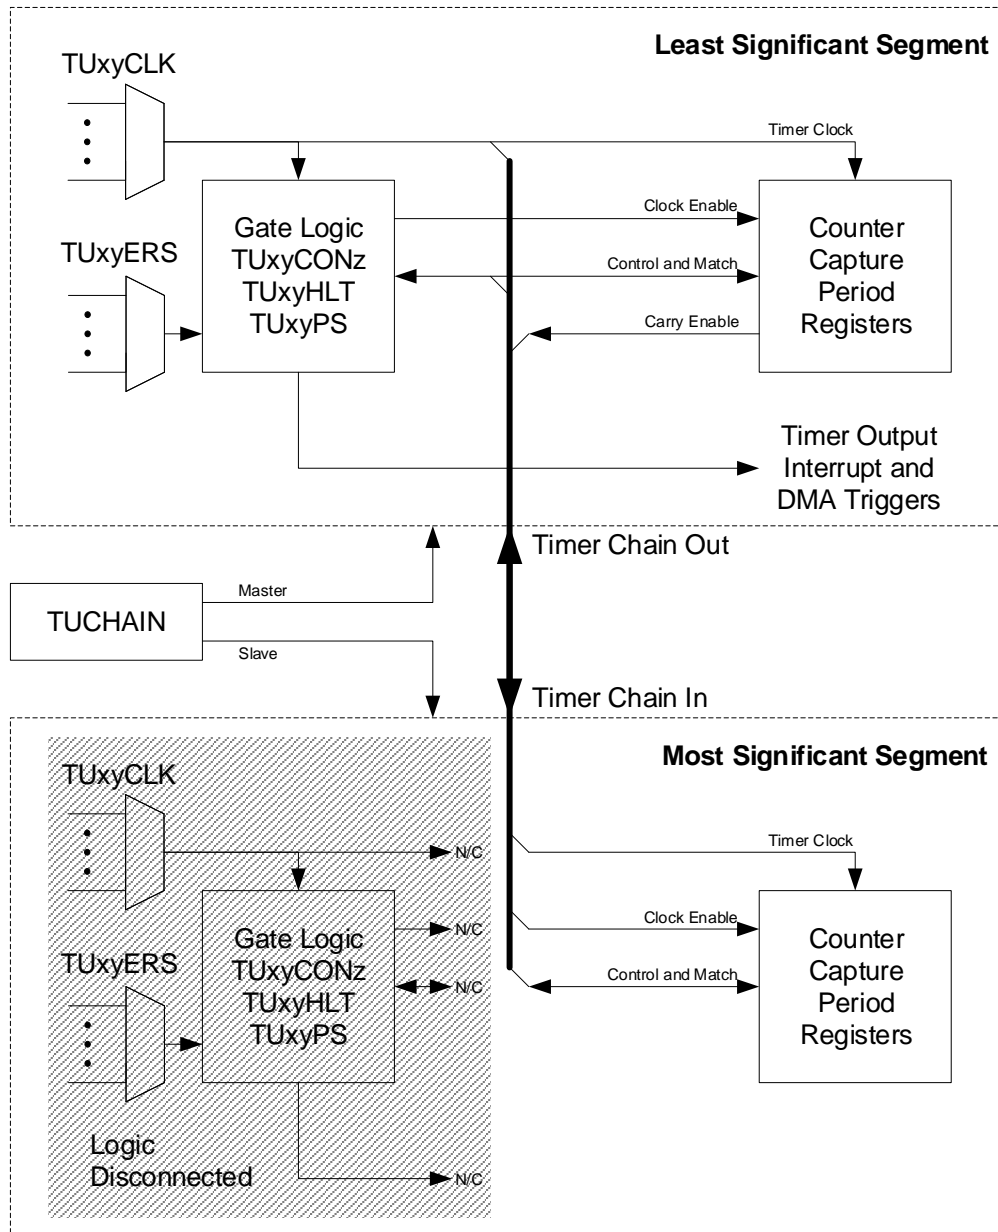 Least Significant Segment
TUxyCLK
Timer Clock
Gate Logic
TUxyCONz
TUxyHLT
TUxyPS
Clock Enable
Counter
Capture
Period
Registers
TUxyERS
Control and Match
Carry Enable
Timer Output
Interrupt and
DMA Triggers
Timer Chain Out
TUCHAIN
Master
Slave
Timer Chain In
Most Significant Segment
TUxyCLK
Timer Clock
N/C
Gate Logic
TUxyCONz
TUxyHLT
TUxyPS
N/C
Clock Enable
Counter
Capture
Period
Registers
TUxyERS
N/C
Control and Match
Logic
Disconnected
N/C